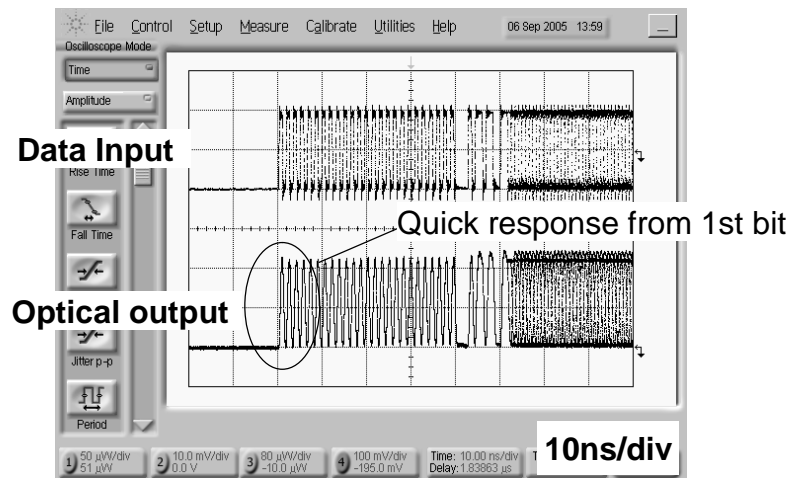 File Control Setup Measure Calibrate Utilities Help 06 Sep 2005 13:59
Oscilloscope Mode
Time
Amplitude
Data Input
Rise Time
Quick response from 1st bit
Fall Time
Optical output
Jitter p-p
Period
10ns/div
1) 50 µW/div 51 µW
2) 10.0 mV/div 0.0 V
3) 80 µW/div -10.0 µW
4) 100 mV/div -195.0 mV
Time: 10.00 ns/div
Delay: 1.83863 µs